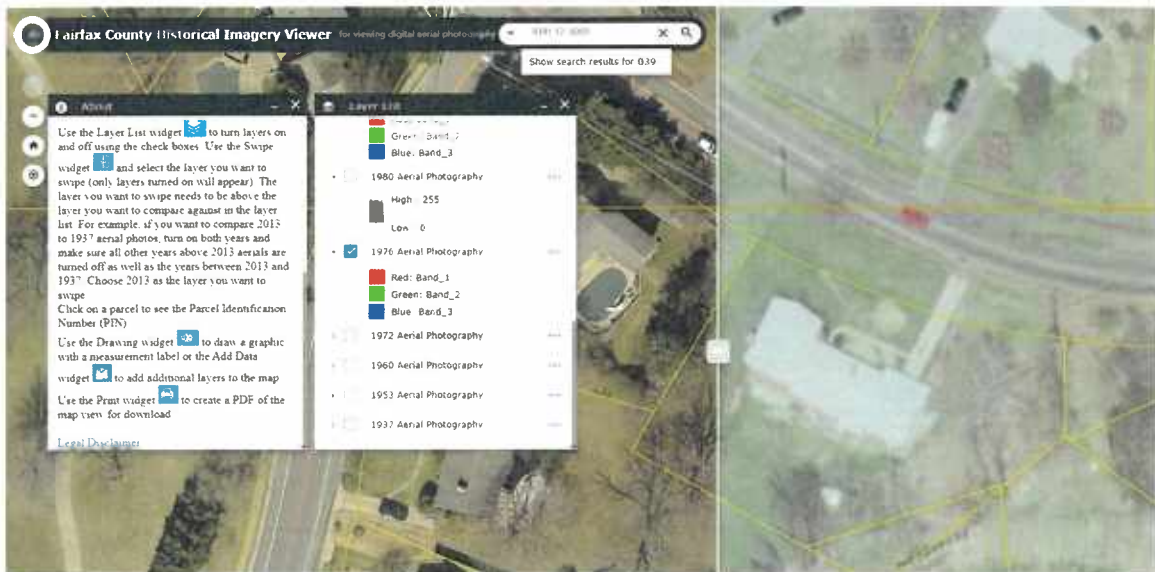 Fairfax County Historical Imagery Viewer for viewing digital aerial photography
Show search results for 039
About
Use the Layer List widget to turn layers on
and off using the check boxes. Use the Swipe
widget and select the layer you want to
swipe (only layers turned on will appear) The
layer you want to swipe needs to be above the
layer you want to compare against in the layer
list. For example, if you want to compare 2013
to 1937 aerial photos, turn on both years and
make sure all other years above 2013 aerials are
turned off as well as the years between 2013 and
1937. Choose 2013 as the layer you want to
swipe
Click on a parcel to see the Parcel Identification
Number (PIN)
Use the Drawing widget to draw a graphic
with a measurement label or the Add Data
widget to add additional layers to the map
Use the Print widget to create a PDF of the
map view for download
Legal Disclaimer
Layer List
Green: Band_2
Blue: Band_3
1980 Aerial Photography
High : 255
Low : 0
1976 Aerial Photography
Red: Band_1
Green: Band_2
Blue: Band_3
1972 Aerial Photography
1960 Aerial Photography
1953 Aerial Photography
1937 Aerial Photography